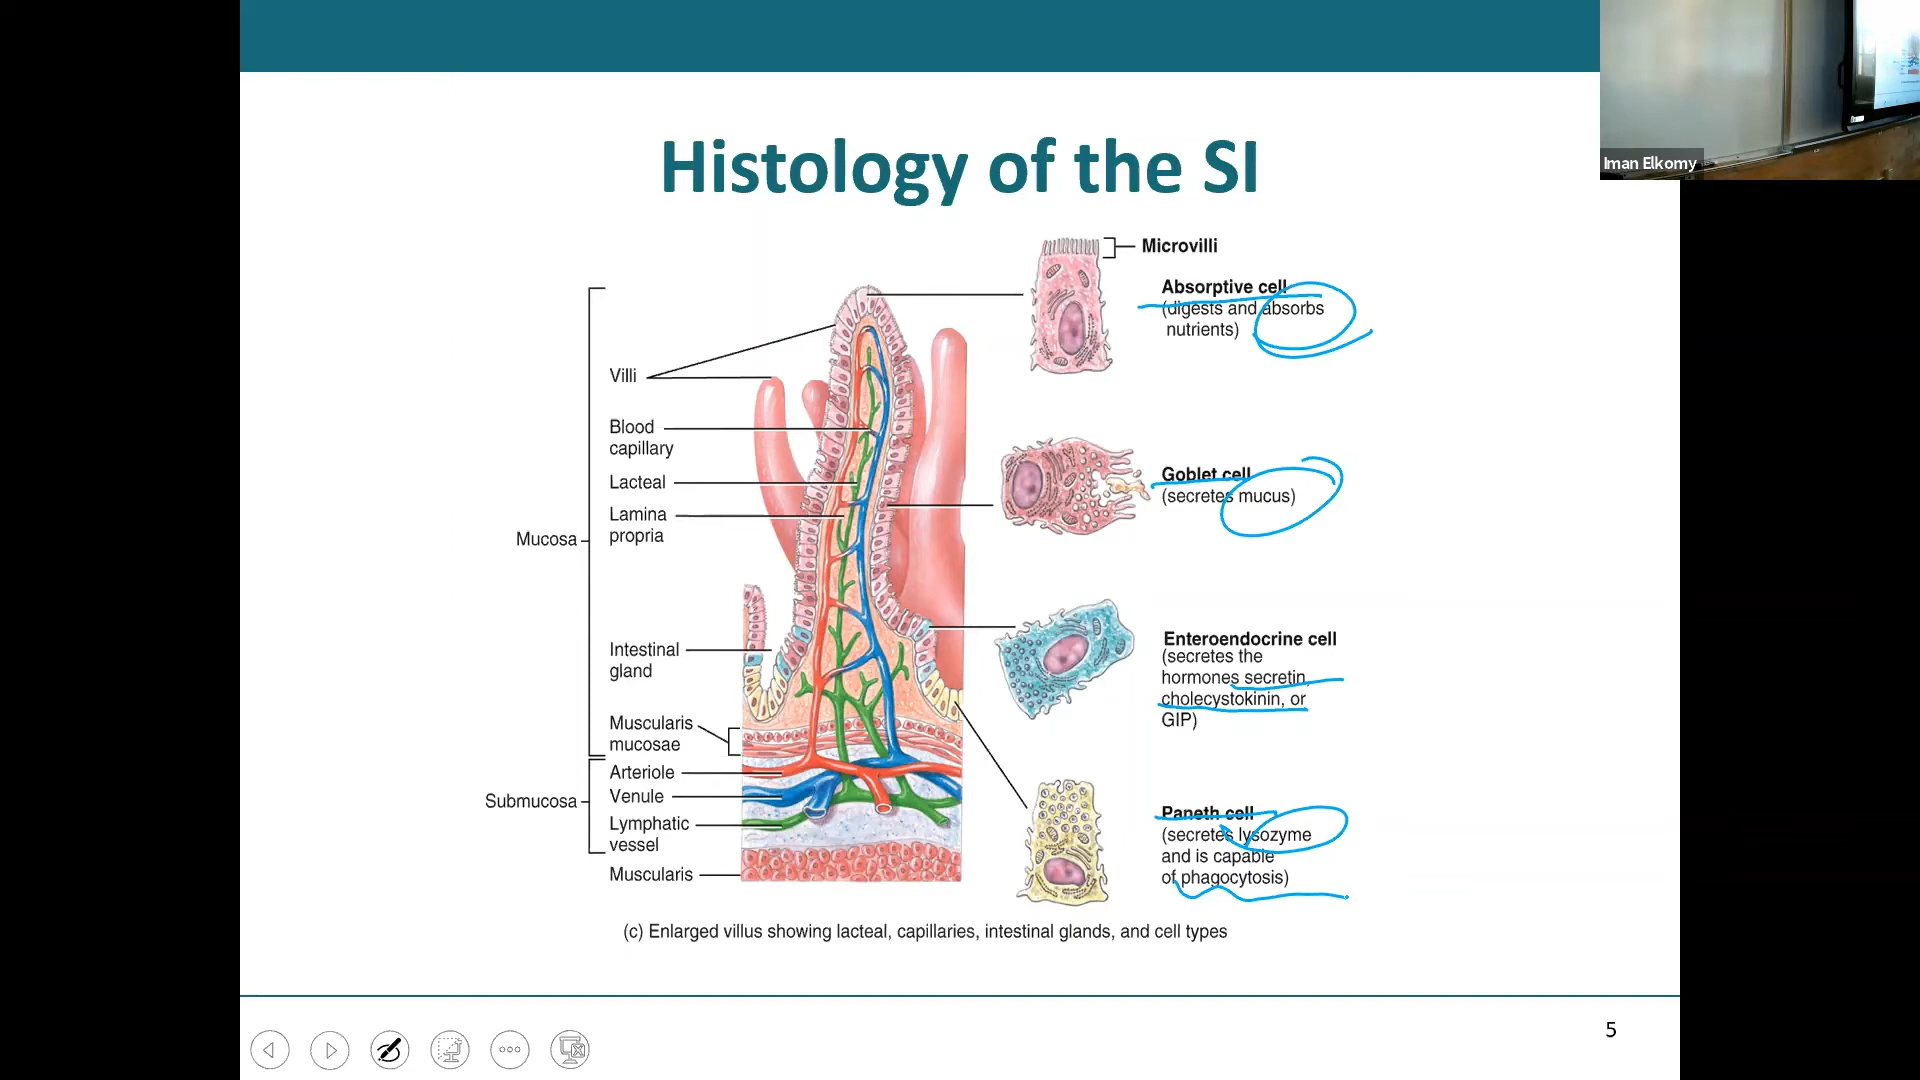 Iman Elkomy
Histology of the SI
Microvilli
Absorptive cell
(digests and absorbs
nutrients)
Villi
Blood
capillary
Lacteal
Lamina
propria
Mucosa
Goblet cell
(secretes mucus)
Intestinal
gland
Enteroendocrine cell
(secretes the
hormones secretin,
cholecystokinin, or
GIP)
Muscularis
mucosae
Arteriole
Venule
Submucosa
Lymphatic
vessel
Muscularis
Paneth cell
(secretes lysozyme
and is capable
of phagocytosis)
(c) Enlarged villus showing lacteal, capillaries, intestinal glands, and cell types
5